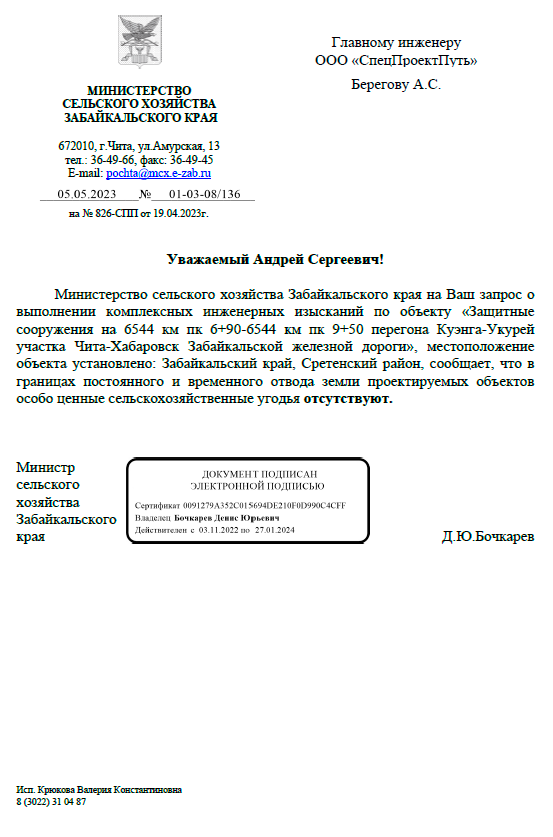 МИНИСТЕРСТВО
СЕЛЬСКОГО ХОЗЯЙСТВА
ЗАБАЙКАЛЬСКОГО КРАЯ
672010, г.Чита, ул.Амурская, 13
тел.: 36-49-66, факс: 36-49-45
E-mail: pochta@mcx.e-zab.ru
05.05.2023 № 01-03-08/136
на № 826-СПП от 19.04.2023г.
Главному инженеру
ООО «СпецПроектПуть»
Берегову А.С.
Уважаемый Андрей Сергеевич!
Министерство сельского хозяйства Забайкальского края на Ваш запрос о
выполнении комплексных инженерных изысканий по объекту «Защитные
сооружения на 6544 км пк 6+90-6544 км пк 9+50 перегона Куэнга-Укурей
участка Чита-Хабаровск Забайкальской железной дороги», местоположение
объекта установлено: Забайкальский край, Сретенский район, сообщает, что в
границах постоянного и временного отвода земли проектируемых объектов
особо ценные сельскохозяйственные угодья отсутствуют.
Министр
сельского
хозяйства
Забайкальского
края
ДОКУМЕНТ ПОДПИСАН
ЭЛЕКТРОННОЙ ПОДПИСЬЮ
Сертификат 0091279A352C015694DE210F0D990C4CFF
Владелец Бочкарев Денис Юрьевич
Действителен с 03.11.2022 по 27.01.2024
Д.Ю.Бочкарев
Исп. Крюкова Валерия Константиновна
8 (3022) 31 04 87